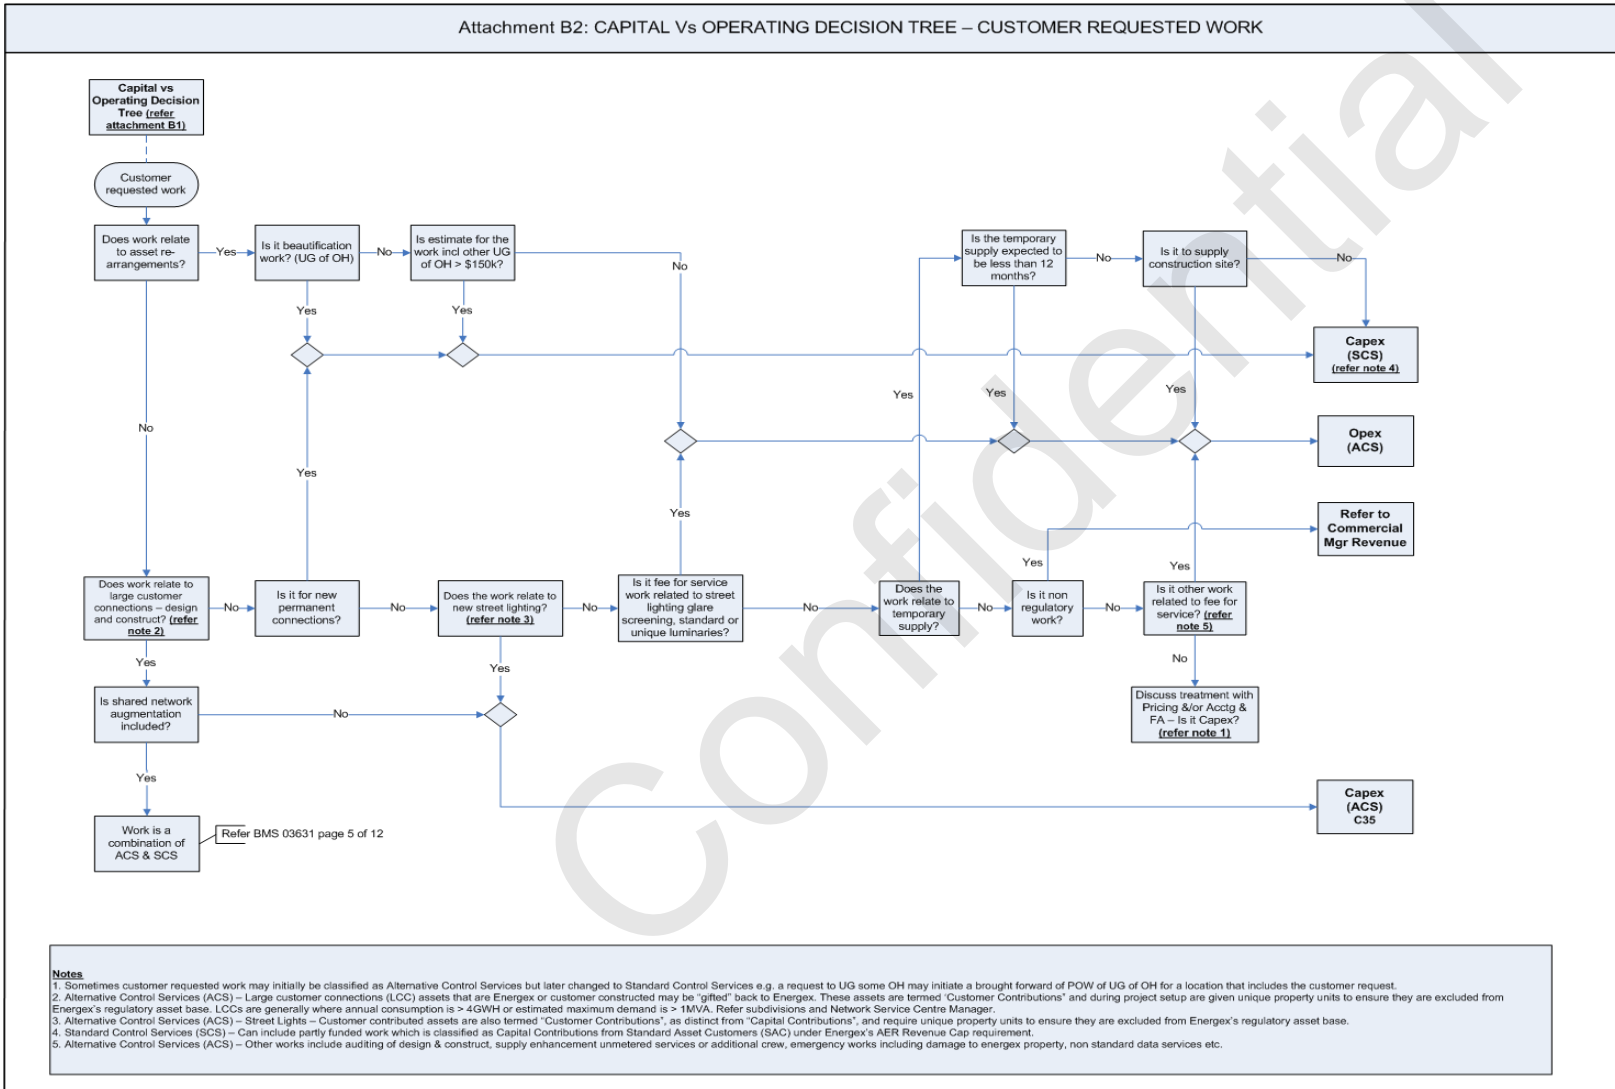 Attachment B2: CAPITAL Vs OPERATING DECISION TREE – CUSTOMER REQUESTED WORK
Capital vs
Operating Decision
Tree (refer
attachment B1)
Customer
requested work
Does work relate
to asset re-
arrangements?
Yes
Is it beautification
work? (UG of OH)
No
Is estimate for the
work incl other UG
of OH > $150k?
No
Is the temporary
supply expected to
be less than 12
months?
No
Is it to supply
construction site?
No
Yes
Yes
Capex
(SCS)
(refer note 4)
Yes
Yes
Yes
No
Opex
(ACS)
Yes
Yes
Refer to
Commercial
Mgr Revenue
Yes
Yes
Does work relate to
large customer
connections – design
and construct? (refer
note 2)
No
Is it for new
permanent
connections?
No
Does the work relate to
new street lighting?
(refer note 3)
No
Is it fee for service
work related to street
lighting glare
screening, standard or
unique luminaries?
No
Does the
work relate to
temporary
supply?
No
Is it non
regulatory
work?
No
Is it other work
related to fee for
service? (refer
note 5)
Yes
Yes
No
Is shared network
augmentation
included?
No
Discuss treatment with
Pricing &/or Acctg &
FA – Is it Capex?
(refer note 1)
Yes
Capex
(ACS)
C35
Work is a
combination of
ACS & SCS
Refer BMS 03631 page 5 of 12
Notes
1. Sometimes customer requested work may initially be classified as Alternative Control Services but later changed to Standard Control Services e.g. a request to UG some OH may initiate a brought forward of POW of UG of OH for a location that includes the customer request.
2. Alternative Control Services (ACS) – Large customer connections (LCC) assets that are Energex or customer constructed may be “gifted” back to Energex. These assets are termed ‘Customer Contributions” and during project setup are given unique property units to ensure they are excluded from
Energex’s regulatory asset base. LCCs are generally where annual consumption is > 4GWH or estimated maximum demand is > 1MVA. Refer subdivisions and Network Service Centre Manager.
3. Alternative Control Services (ACS) – Street Lights – Customer contributed assets are also termed “Customer Contributions”, as distinct from “Capital Contributions”, and require unique property units to ensure they are excluded from Energex’s regulatory asset base.
4. Standard Control Services (SCS) – Can include partly funded work which is classified as Capital Contributions from Standard Asset Customers (SAC) under Energex’s AER Revenue Cap requirement.
5. Alternative Control Services (ACS) – Other works include auditing of design & construct, supply enhancement unmetered services or additional crew, emergency works including damage to energex property, non standard data services etc.
Confidential